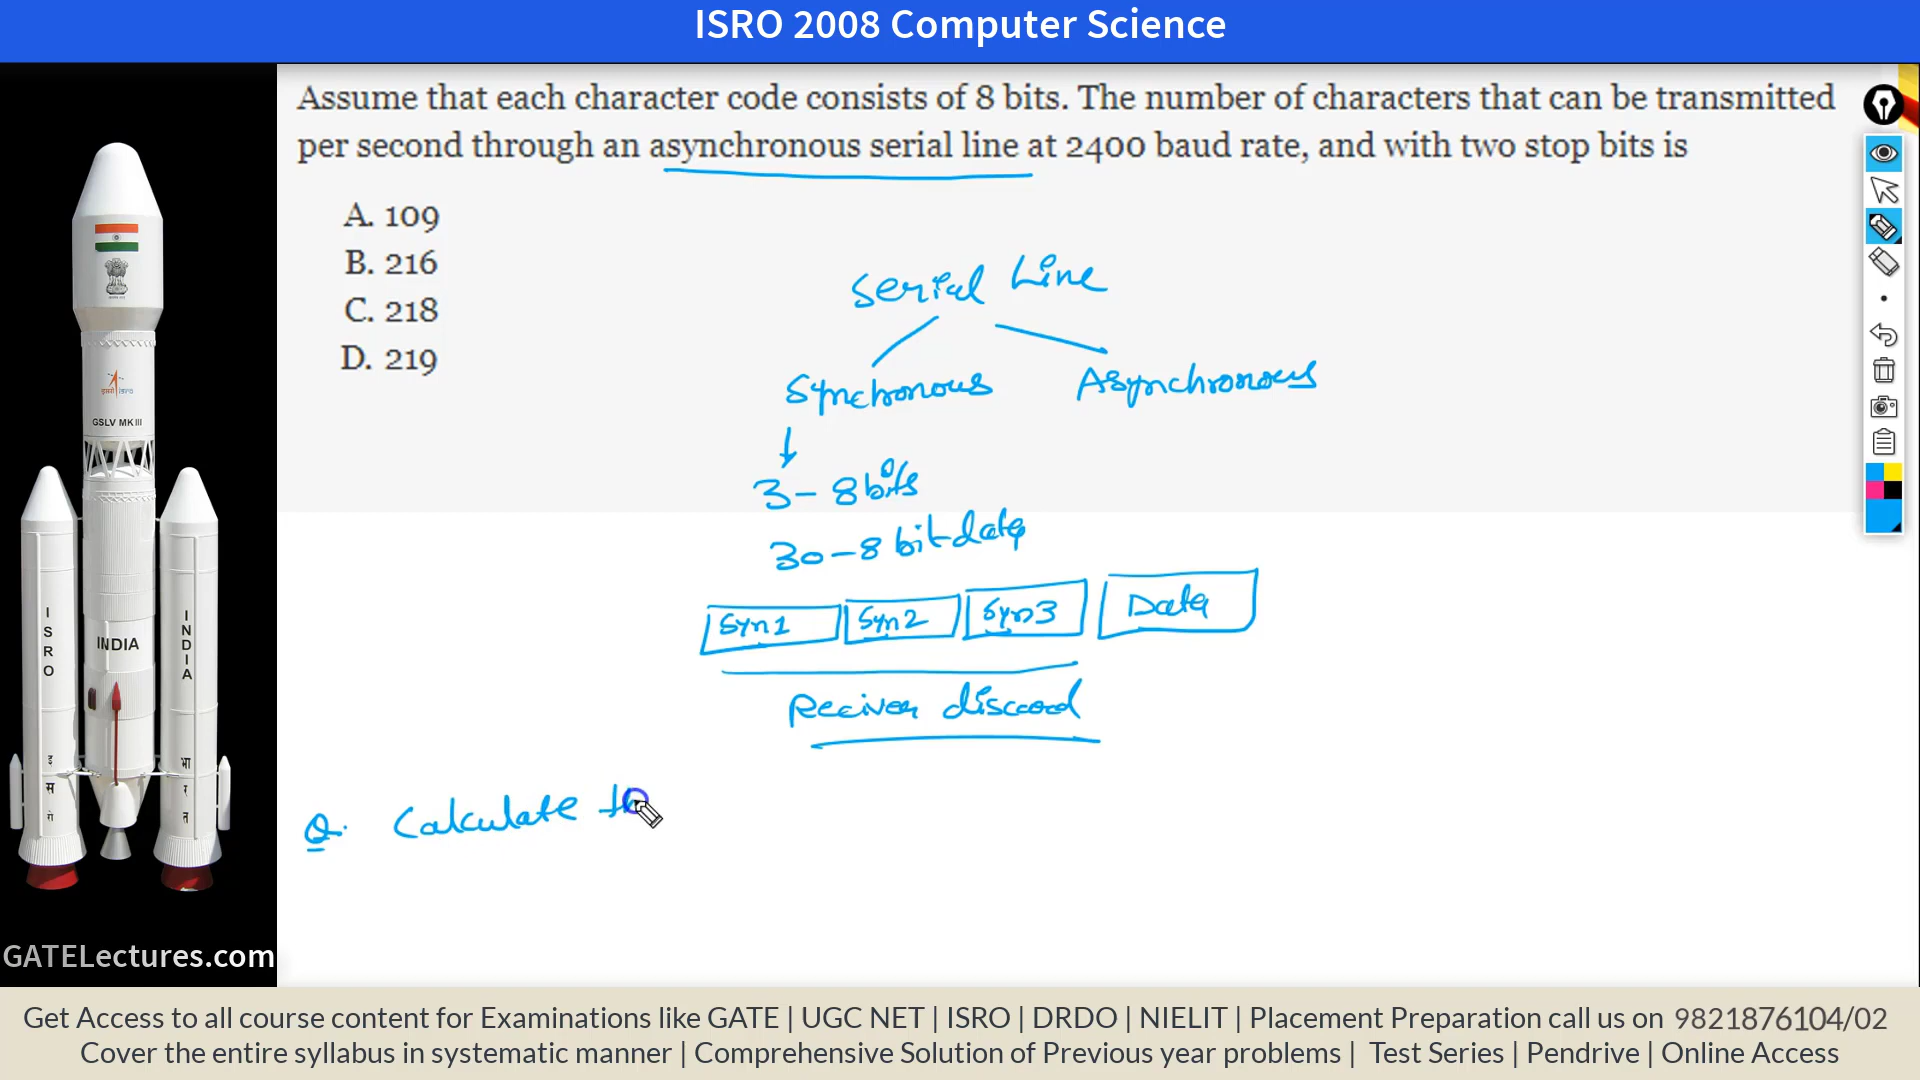 ISRO 2008 Computer Science
Assume that each character code consists of 8 bits. The number of characters that can be transmitted
per second through an asynchronous serial line at 2400 baud rate, and with two stop bits is
A. 109
B. 216
C. 218
D. 219
Serial Line
Synchronous Asynchronous
3 - 8 bits
30 - 8 bit data
Syn1 Syn2 Syn3 Data
Reciver discard
Q. Calculate
इसरो isro
GSLV MK III
ISRO
INDIA
INDIA
GATELectures.com
Get Access to all course content for Examinations like GATE | UGC NET | ISRO | DRDO | NIELIT | Placement Preparation call us on 9821876104/02
Cover the entire syllabus in systematic manner | Comprehensive Solution of Previous year problems | Test Series | Pendrive | Online Access